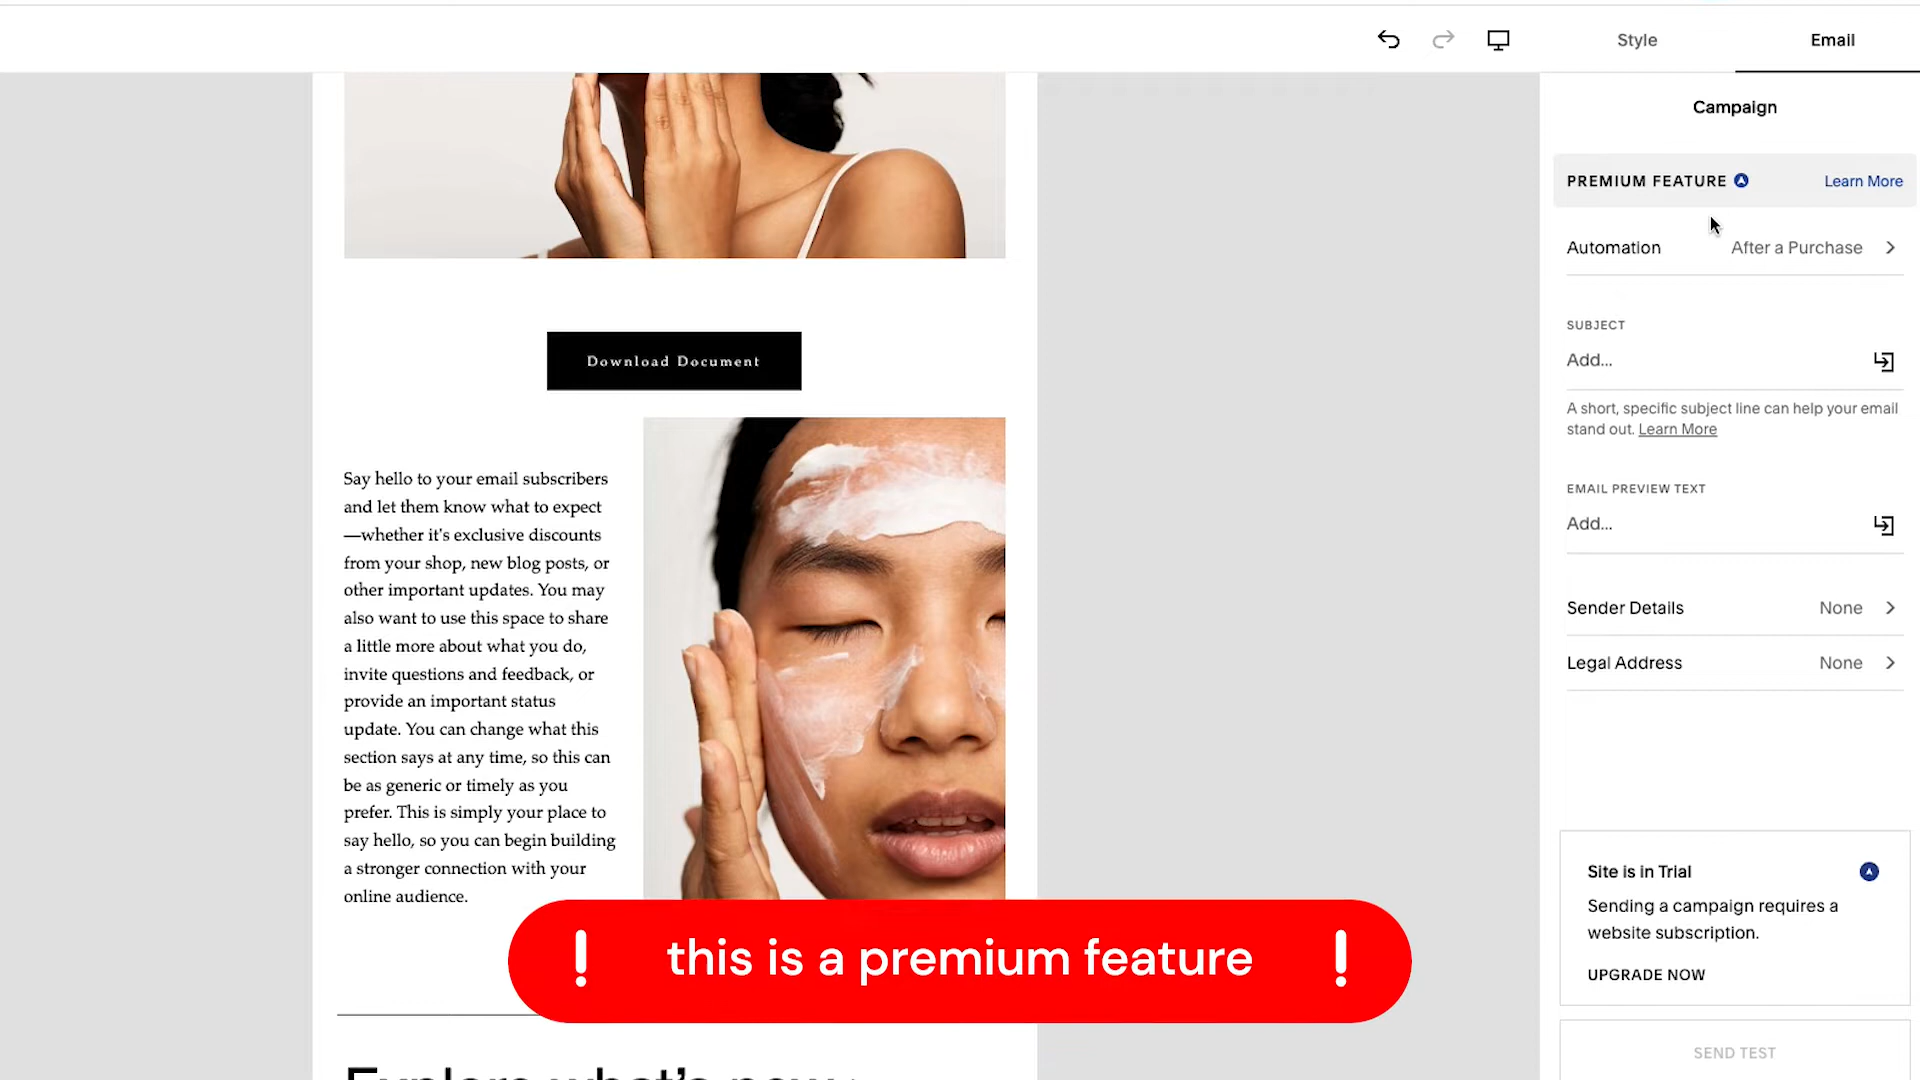 Style
Email
Campaign
PREMIUM FEATURE
Learn More
Automation
After a Purchase
SUBJECT
Add...
A short, specific subject line can help your email
stand out. Learn More
EMAIL PREVIEW TEXT
Add...
Sender Details
None
Legal Address
None
Site is in Trial
Sending a campaign requires a
website subscription.
UPGRADE NOW
SEND TEST
Download Document
Say hello to your email subscribers
and let them know what to expect
—whether it's exclusive discounts
from your shop, new blog posts, or
other important updates. You may
also want to use this space to share
a little more about what you do,
invite questions and feedback, or
provide an important status
update. You can change what this
section says at any time, so this can
be as generic or timely as you
prefer. This is simply your place to
say hello, so you can begin building
a stronger connection with your
online audience.
! this is a premium feature !
Explore what's new